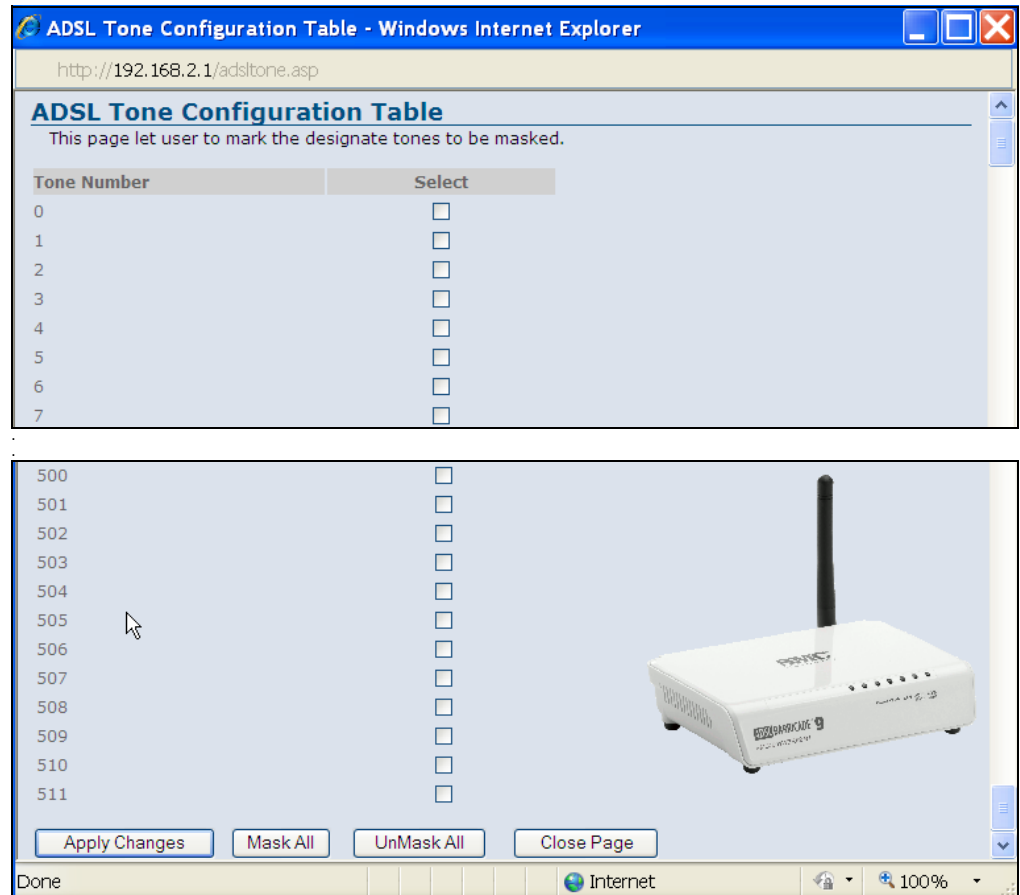 ADSL Tone Configuration Table - Windows Internet Explorer
http://192.168.2.1/adsltone.asp
ADSL Tone Configuration Table
This page let user to mark the designate tones to be masked.
Tone Number Select
0
1
2
3
4
5
6
7
.
.
500
501
502
503
504
505
506
507
508
509
510
511
SMC
BARRICADE
Apply Changes Mask All UnMask All Close Page
Done Internet 100%